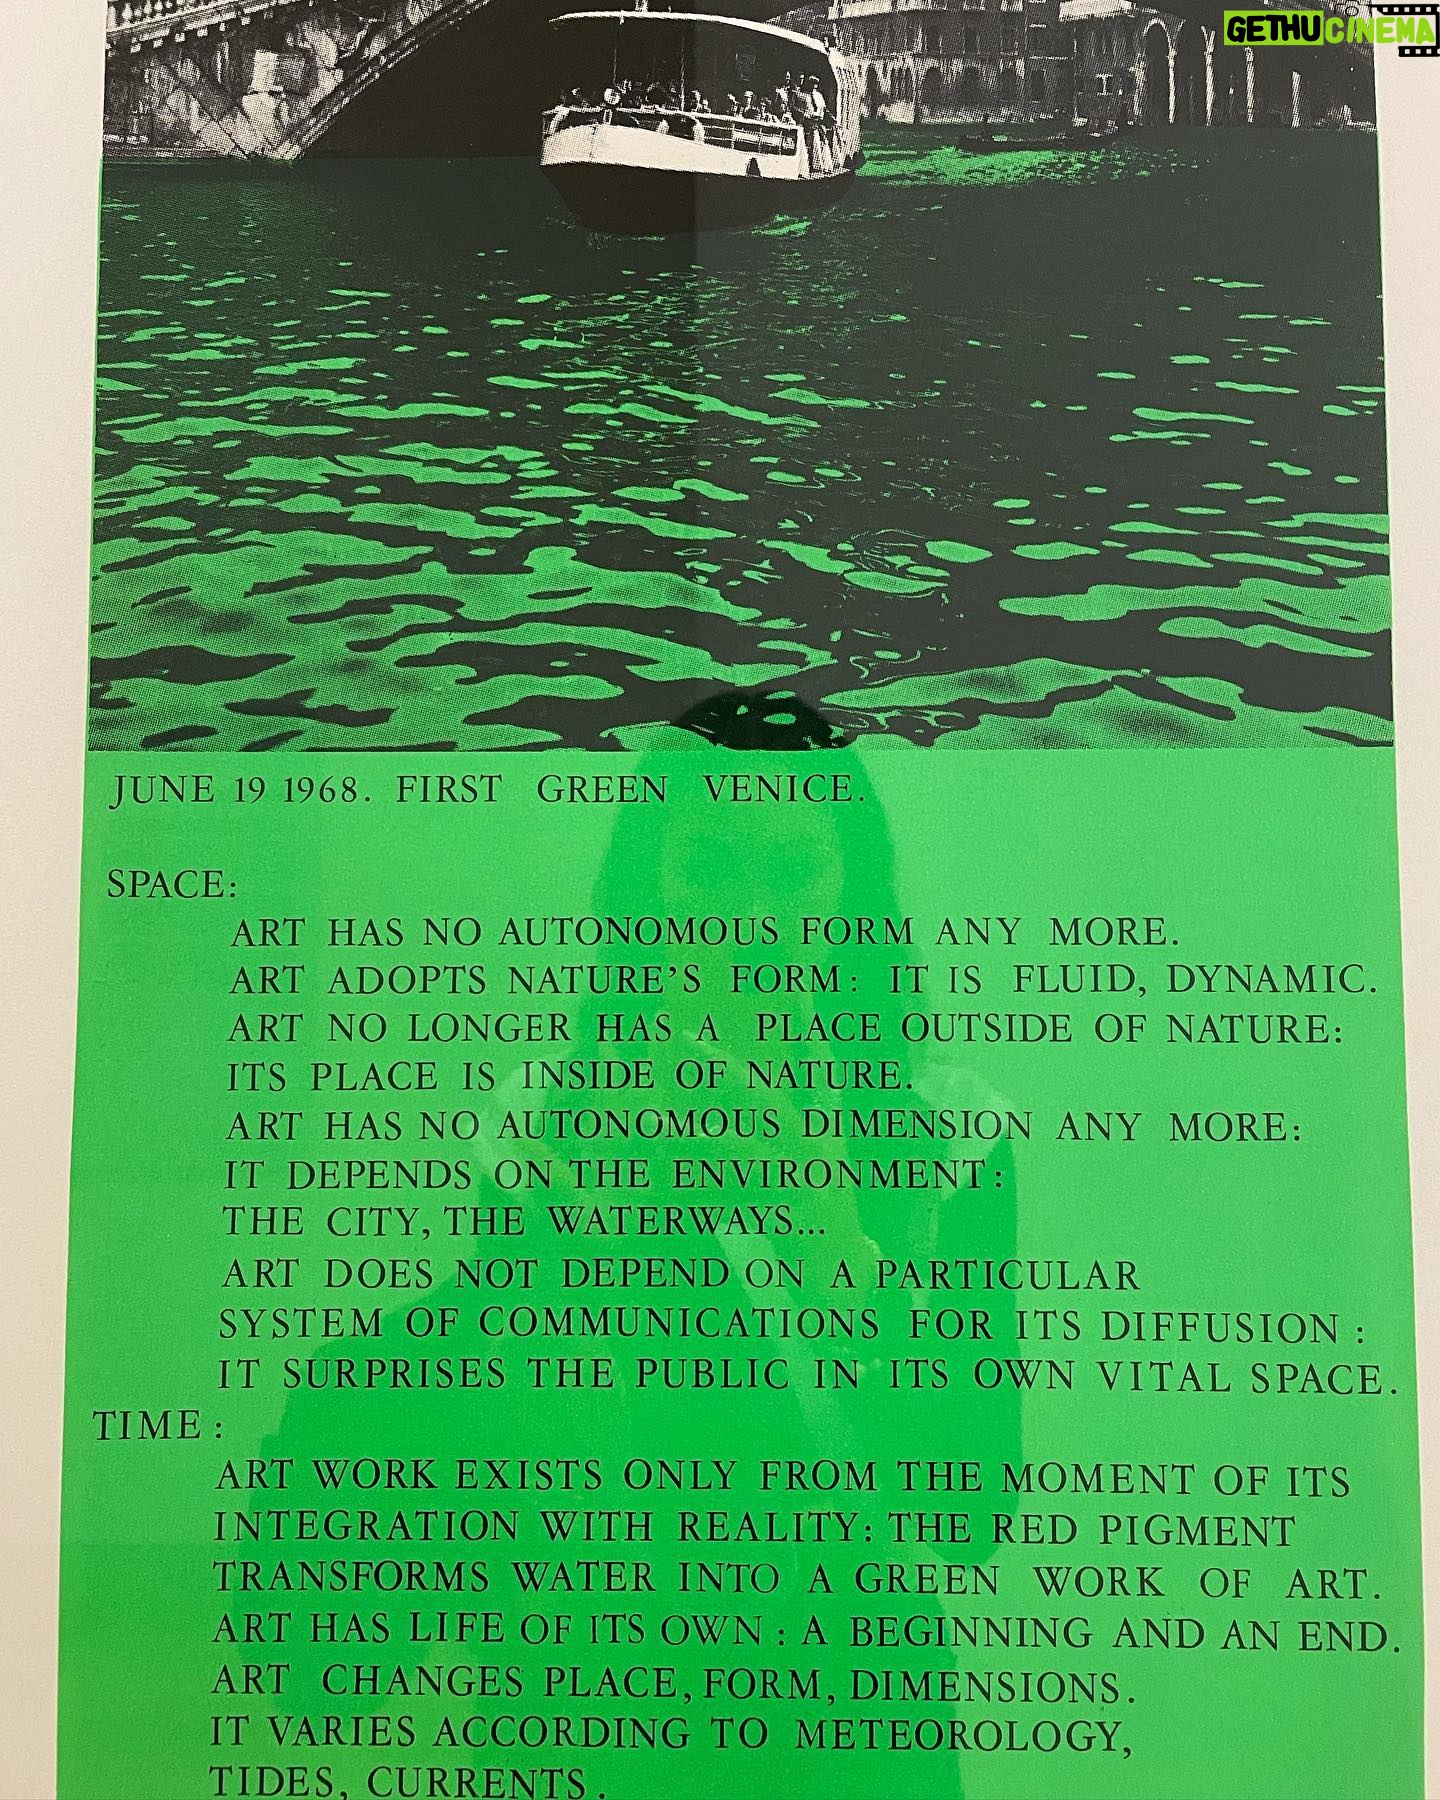 GETHUCINEMA
JUNE 19 1968. FIRST GREEN VENICE.
SPACE:
ART HAS NO AUTONOMOUS FORM ANY MORE.
ART ADOPTS NATURE'S FORM: IT IS FLUID, DYNAMIC.
ART NO LONGER HAS A PLACE OUTSIDE OF NATURE:
ITS PLACE IS INSIDE OF NATURE.
ART HAS NO AUTONOMOUS DIMENSION ANY MORE:
IT DEPENDS ON THE ENVIRONMENT:
THE CITY, THE WATERWAYS...
ART DOES NOT DEPEND ON A PARTICULAR
SYSTEM OF COMMUNICATIONS FOR ITS DIFFUSION:
IT SURPRISES THE PUBLIC IN ITS OWN VITAL SPACE.
TIME:
ART WORK EXISTS ONLY FROM THE MOMENT OF ITS
INTEGRATION WITH REALITY: THE RED PIGMENT
TRANSFORMS WATER INTO A GREEN WORK OF ART.
ART HAS LIFE OF ITS OWN: A BEGINNING AND AN END.
ART CHANGES PLACE, FORM, DIMENSIONS.
IT VARIES ACCORDING TO METEOROLOGY,
TIDES, CURRENTS.